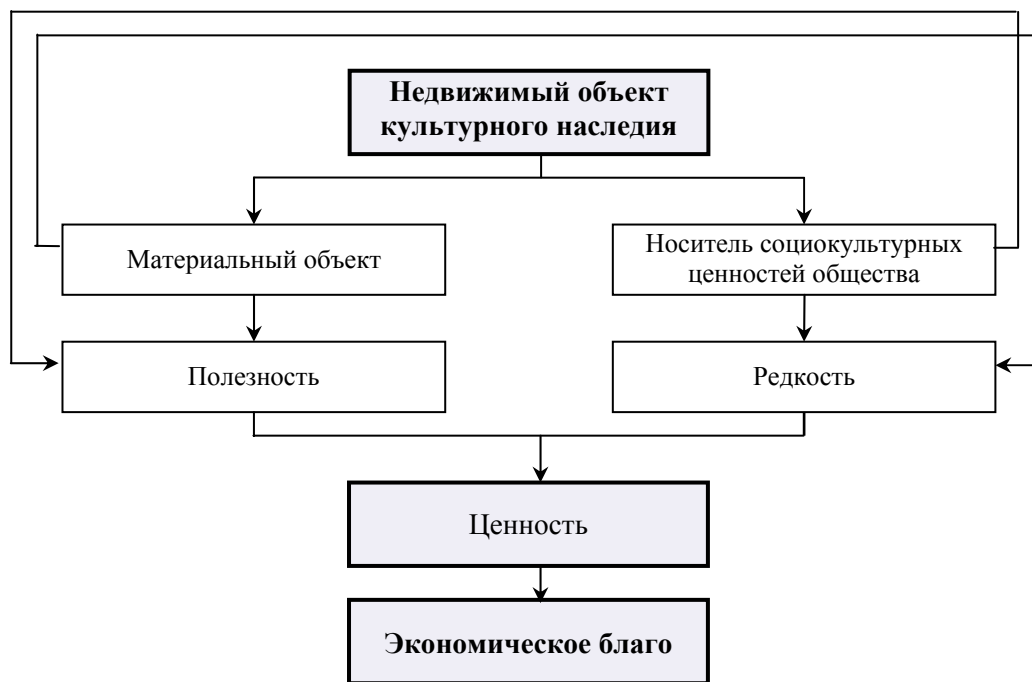 Недвижимый объект
культурного наследия
Материальный объект
Носитель социокультурных
ценностей общества
Полезность
Редкость
Ценность
Экономическое благо